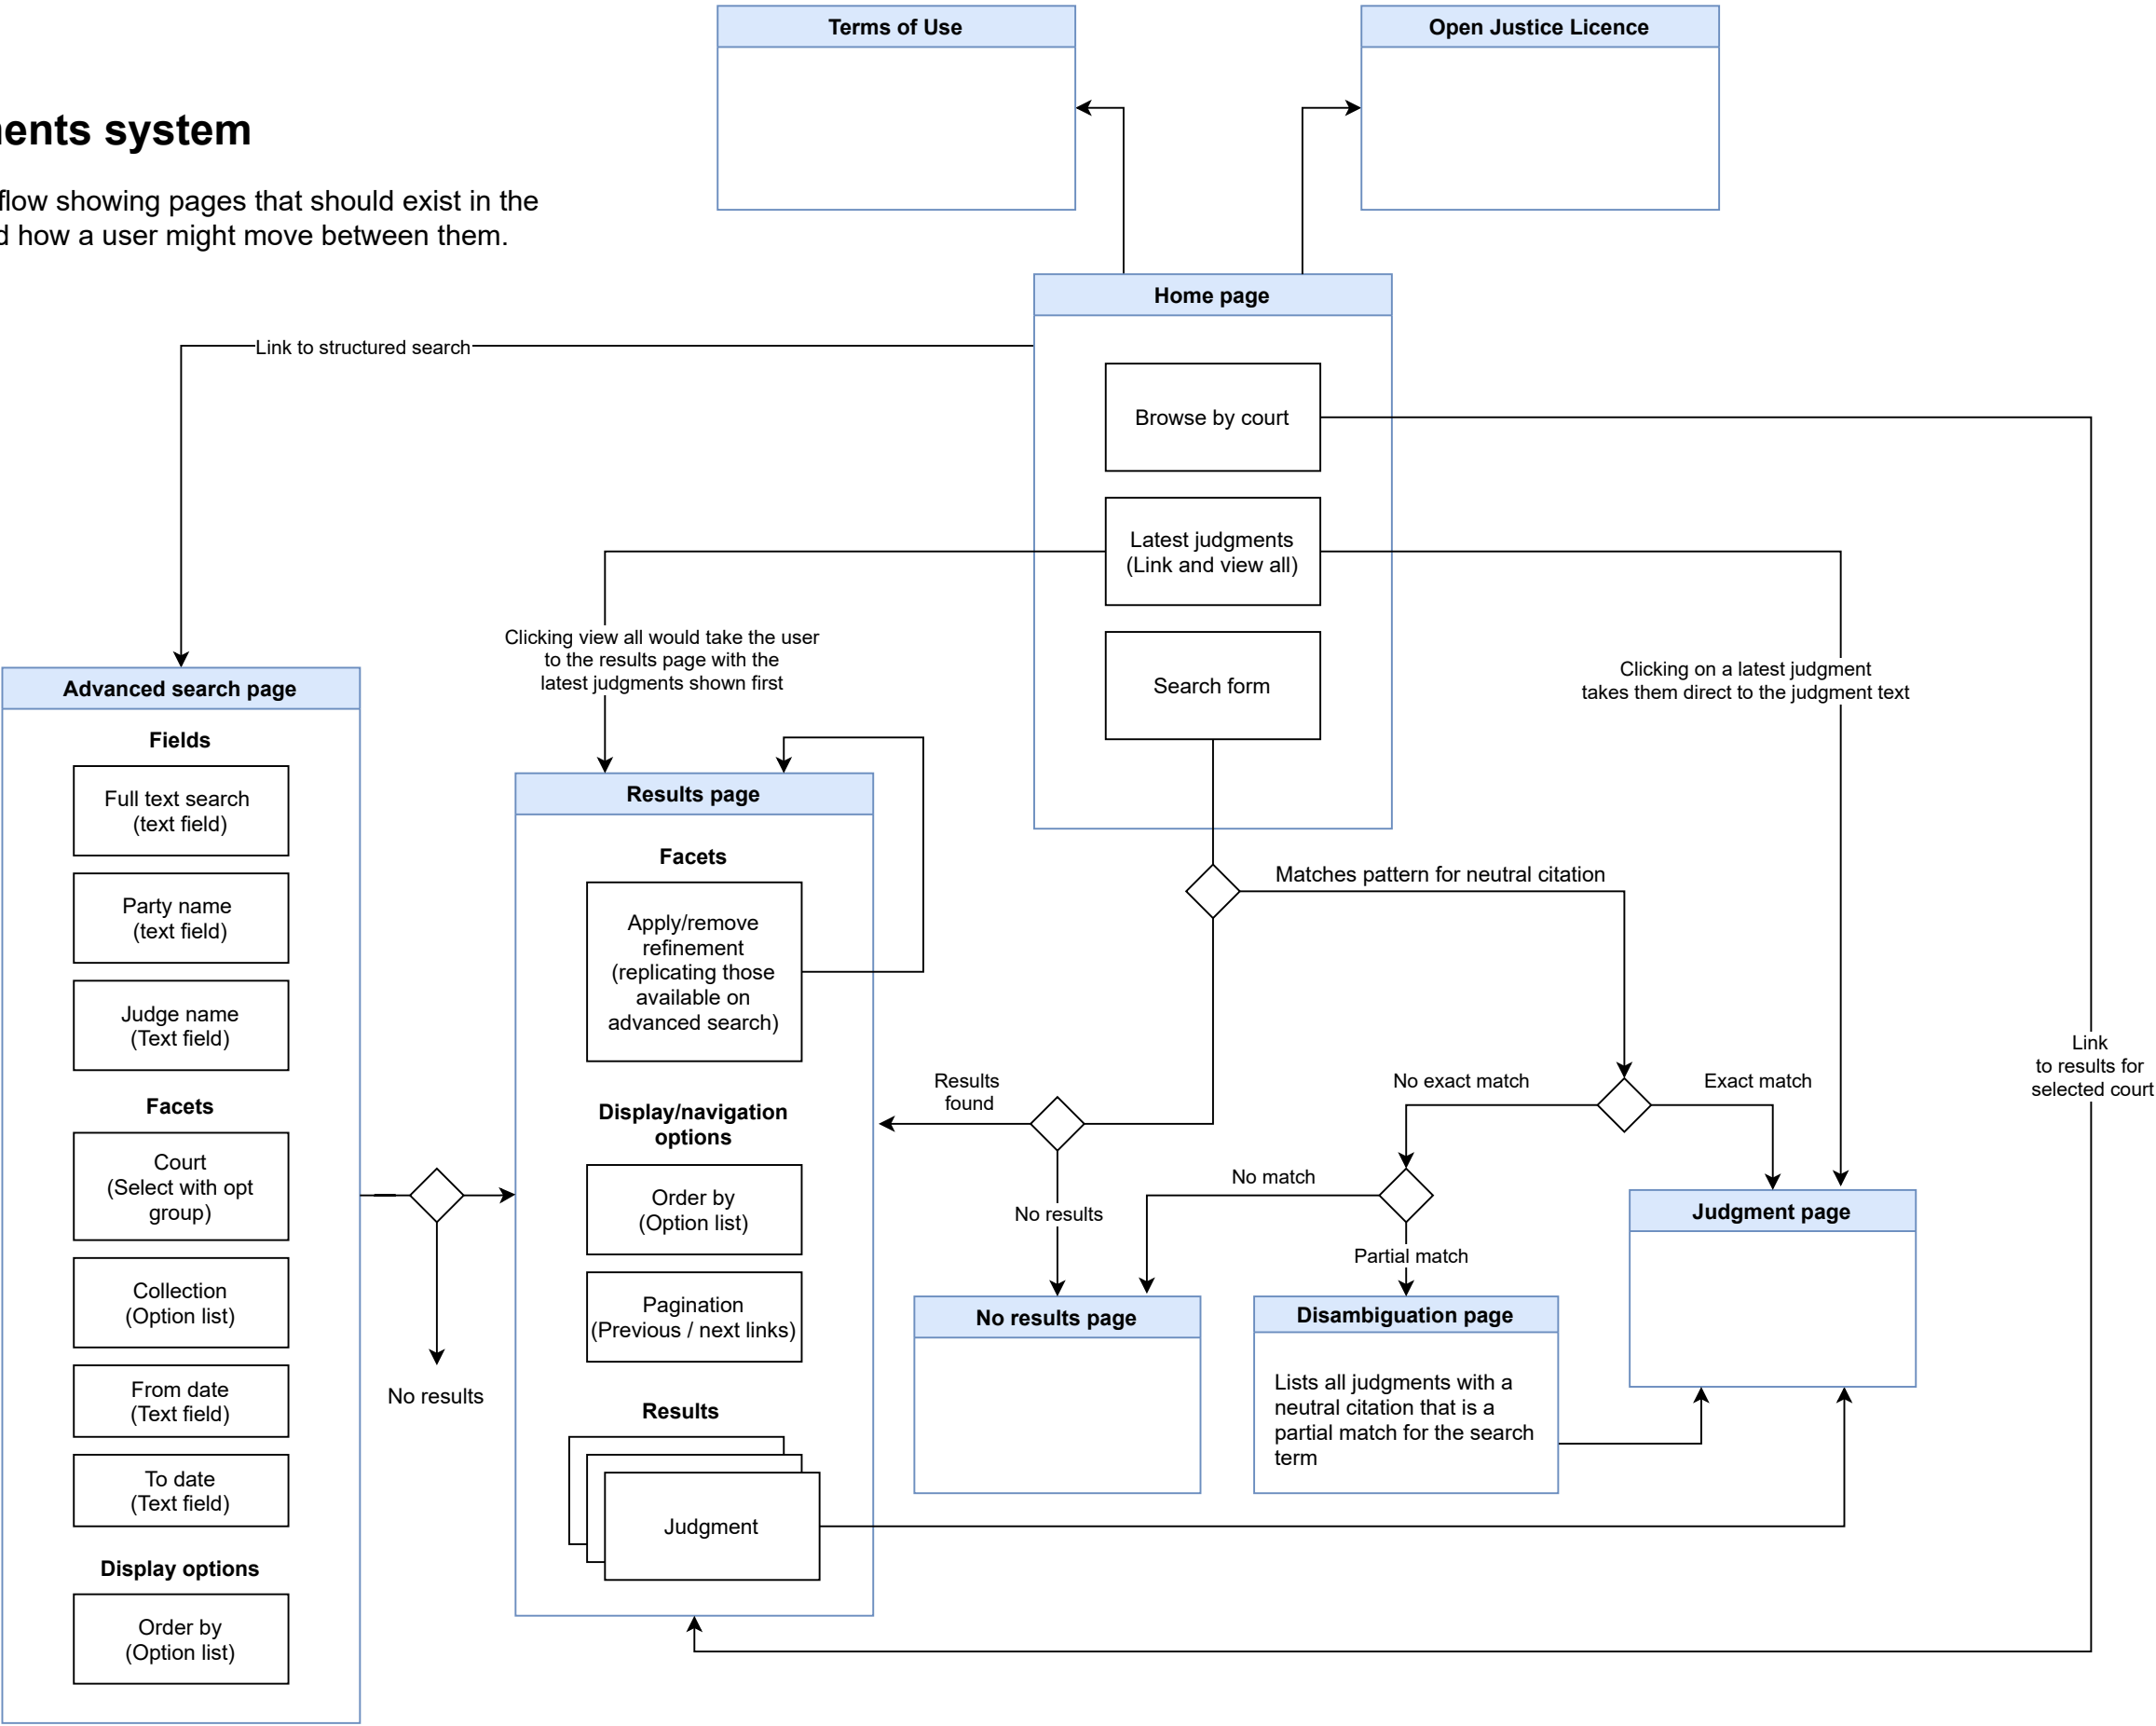 Terms of Use
Open Justice Licence
system
flow showing pages that should exist in the
how a user might move between them.
Home page
Link to structured search
Browse by court
Latest judgments
(Link and view all)
Search form
Clicking view all would take the user
to the results page with the
latest judgments shown first
Clicking on a latest judgment
takes them direct to the judgment text
Advanced search page
Fields
Full text search
(text field)
Party name
(text field)
Judge name
(Text field)
Facets
Court
(Select with opt
group)
Collection
(Option list)
From date
(Text field)
To date
(Text field)
Display options
Order by
(Option list)
No results
Results page
Facets
Apply/remove
refinement
(replicating those
available on
advanced search)
Display/navigation
options
Order by
(Option list)
Pagination
(Previous / next links)
Results
Judgment
Matches pattern for neutral citation
Results
found
No results
No exact match
Exact match
No match
Partial match
Link
to results for
selected court
No results page
Disambiguation page
Lists all judgments with a
neutral citation that is a
partial match for the search
term
Judgment page